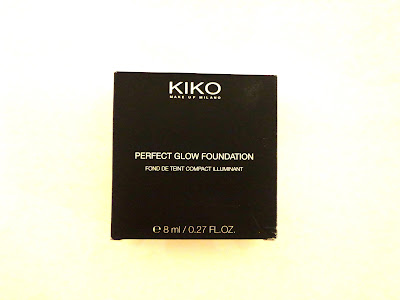 KIKO
MAKE UP MILANO
PERFECT GLOW FOUNDATION
FOND DE TEINT COMPACT ILLUMINANT
℮ 8 ml / 0.27 FL.OZ.